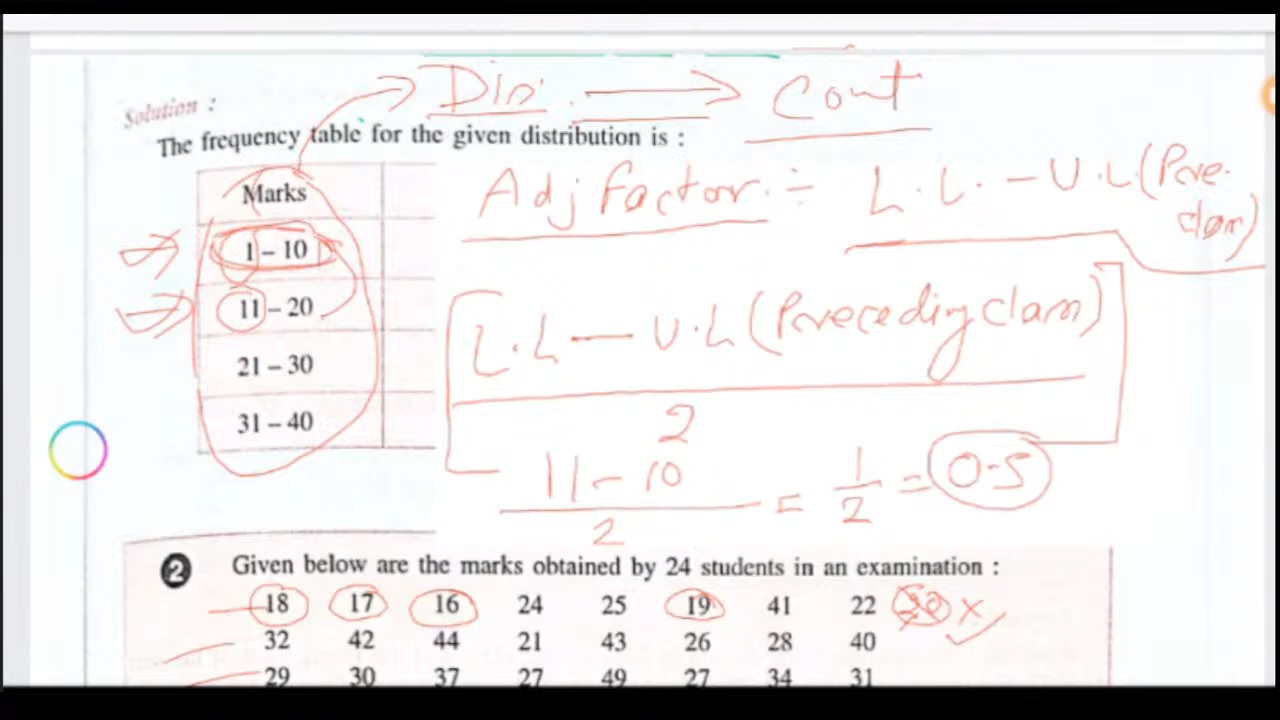 Dis. → Cont
Solution :
The frequency table for the given distribution is :
Marks
Adj Factor ÷ L.L. - U.L. (Pre. class)
1 – 10
11 – 20
L.L - U.L (Preceding class)
21 – 30
2
31 – 40
11 - 10 / 2 = 1/2 = 0.5
2 Given below are the marks obtained by 24 students in an examination :
18 17 16 24 25 19 41 22 ×
32 42 44 21 43 26 28 40
29 30 37 27 49 27 34 31